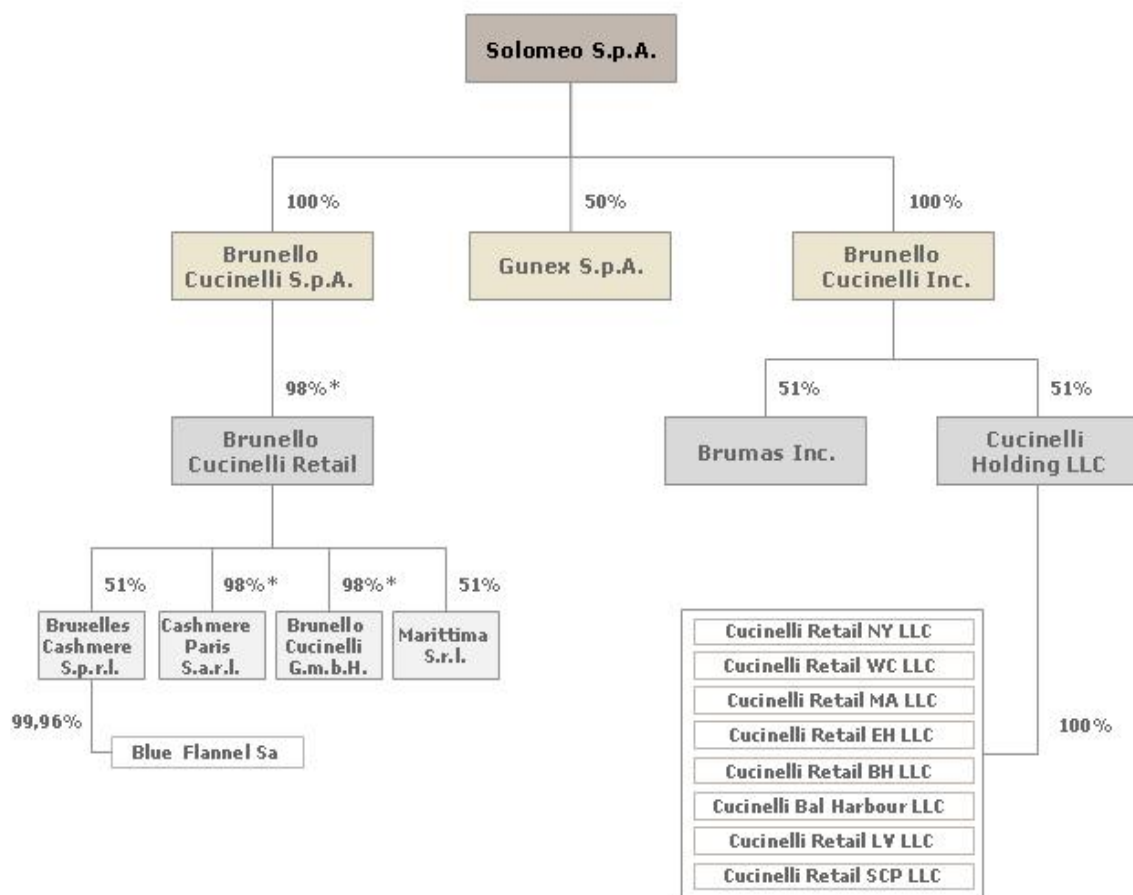 Solomeo S.p.A.
100%
50%
100%
Brunello
Cucinelli S.p.A.
Gunex S.p.A.
Brunello
Cucinelli Inc.
98%*
51%
51%
Brunello
Cucinelli Retail
Brumas Inc.
Cucinelli
Holding LLC
51%
98%*
98%*
51%
Bruxelles
Cashmere
S.p.r.l.
Cashmere
Paris
S.a.r.l.
Brunello
Cucinelli
G.m.b.H.
Marittima
S.r.l.
99,96%
Blue Flannel Sa
Cucinelli Retail NY LLC
Cucinelli Retail WC LLC
Cucinelli Retail MA LLC
Cucinelli Retail EH LLC
Cucinelli Retail BH LLC
Cucinelli Bal Harbour LLC
Cucinelli Retail LV LLC
Cucinelli Retail SCP LLC
100%